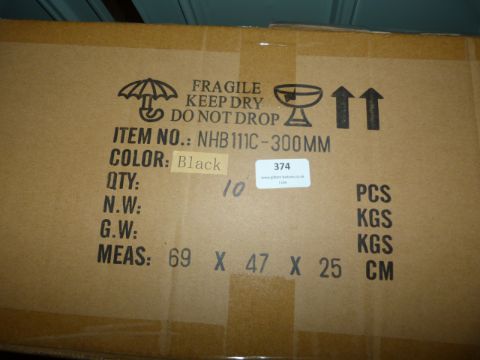 FRAGILE
KEEP DRY
DO NOT DROP
ITEM NO.: NHB111C-300MM
COLOR: Black
374
QTY: 10 PCS
N.W: KGS
G.W: KGS
MEAS: 69 X 47 X 25 CM